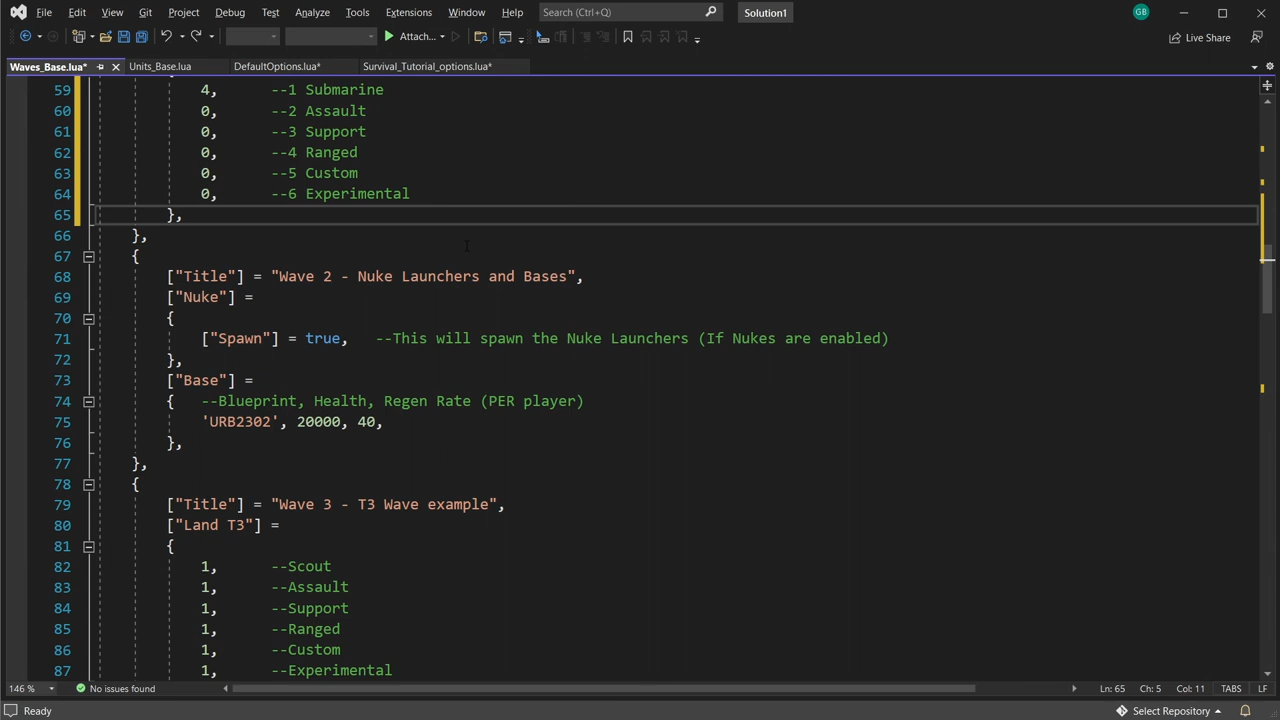 File Edit View Git Project Debug Test Analyze Tools Extensions Window Help Search (Ctrl+Q) Solution1 GB
Attach... Live Share
Waves_Base.lua* Units_Base.lua DefaultOptions.lua* Survival_Tutorial_options.lua*
59 4, --1 Submarine
60 0, --2 Assault
61 0, --3 Support
62 0, --4 Ranged
63 0, --5 Custom
64 0, --6 Experimental
65 },
66 },
67 {
68 ["Title"] = "Wave 2 - Nuke Launchers and Bases",
69 ["Nuke"] =
70 {
71 ["Spawn"] = true, --This will spawn the Nuke Launchers (If Nukes are enabled)
72 },
73 ["Base"] =
74 { --Blueprint, Health, Regen Rate (PER player)
75 'URB2302', 20000, 40,
76 },
77 },
78 {
79 ["Title"] = "Wave 3 - T3 Wave example",
80 ["Land T3"] =
81 {
82 1, --Scout
83 1, --Assault
84 1, --Support
85 1, --Ranged
86 1, --Custom
87 1, --Experimental
146 % No issues found Ln: 65 Ch: 5 Col: 11 TABS LF
Ready Select Repository